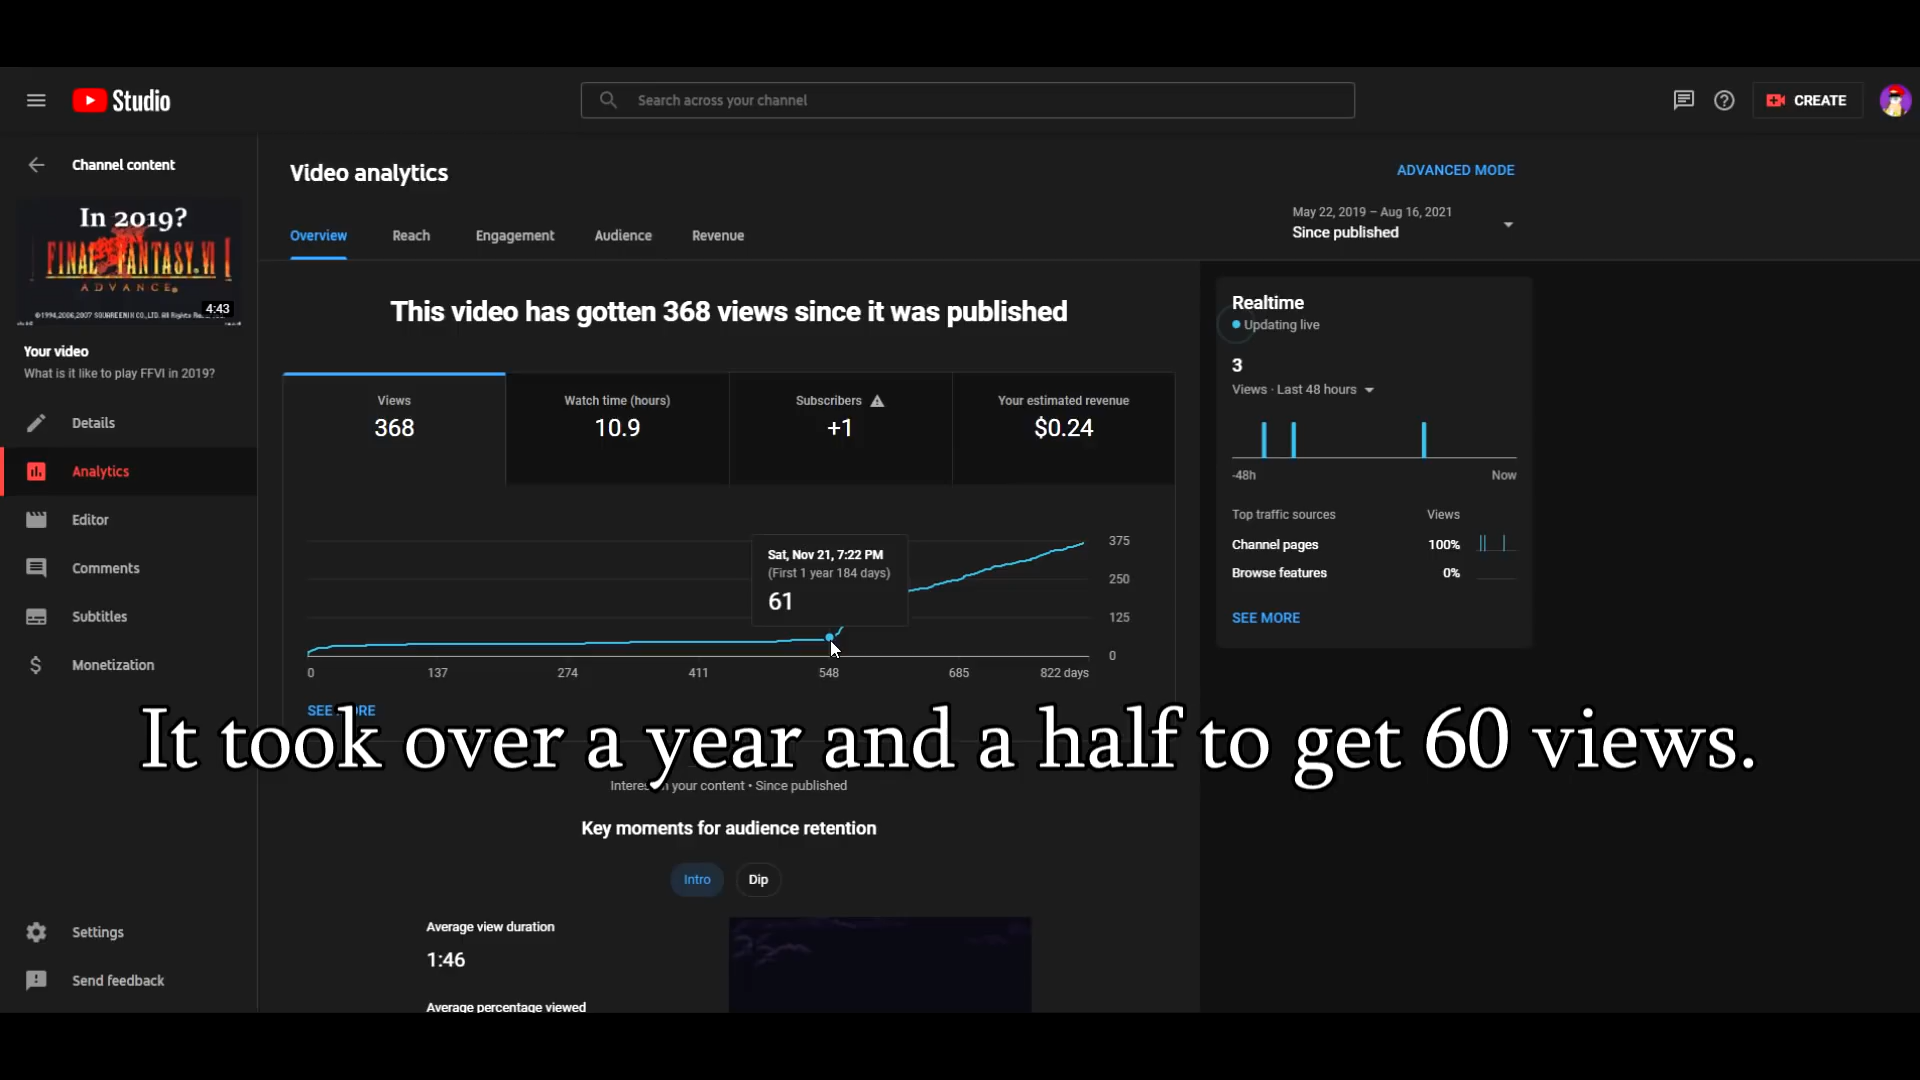 Studio
Search across your channel
CREATE
Channel content
In 2019?
FINAL FANTASY VI
ADVANCE
4:43
Your video
What is it like to play FFVI in 2019?
Details
Analytics
Editor
Comments
Subtitles
Monetization
Settings
Send feedback
Video analytics
ADVANCED MODE
Overview
Reach
Engagement
Audience
Revenue
May 22, 2019 – Aug 16, 2021
Since published
This video has gotten 368 views since it was published
Views
368
Watch time (hours)
10.9
Subscribers
+1
Your estimated revenue
$0.24
Sat, Nov 21, 7:22 PM
(First 1 year 184 days)
61
375
250
125
0
0
137
274
411
548
685
822 days
SEE MORE
It took over a year and a half to get 60 views.
Interest in your content • Since published
Key moments for audience retention
Intro
Dip
Average view duration
1:46
Average percentage viewed
Realtime
Updating live
3
Views · Last 48 hours
-48h
Now
Top traffic sources
Views
Channel pages
100%
Browse features
0%
SEE MORE